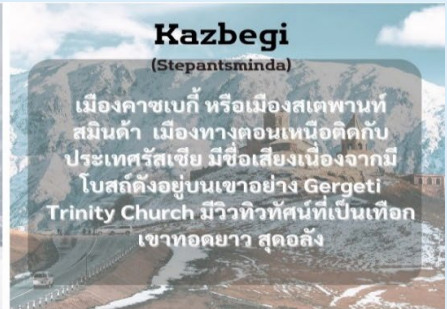 Kazbegi
(Stepantsminda)
เมืองคาซเบกี้ หรือเมืองสเตพานท์
สมินด้า เมืองทางตอนเหนือติดกับ
ประเทศรัสเซีย มีชื่อเสียงเนื่องจากมี
โบสถ์ดังอยู่บนเขาอย่าง Gergeti
Trinity Church มีวิวทิวทัศน์ที่เป็นเทือก
เขาทอดยาว สุดอลัง